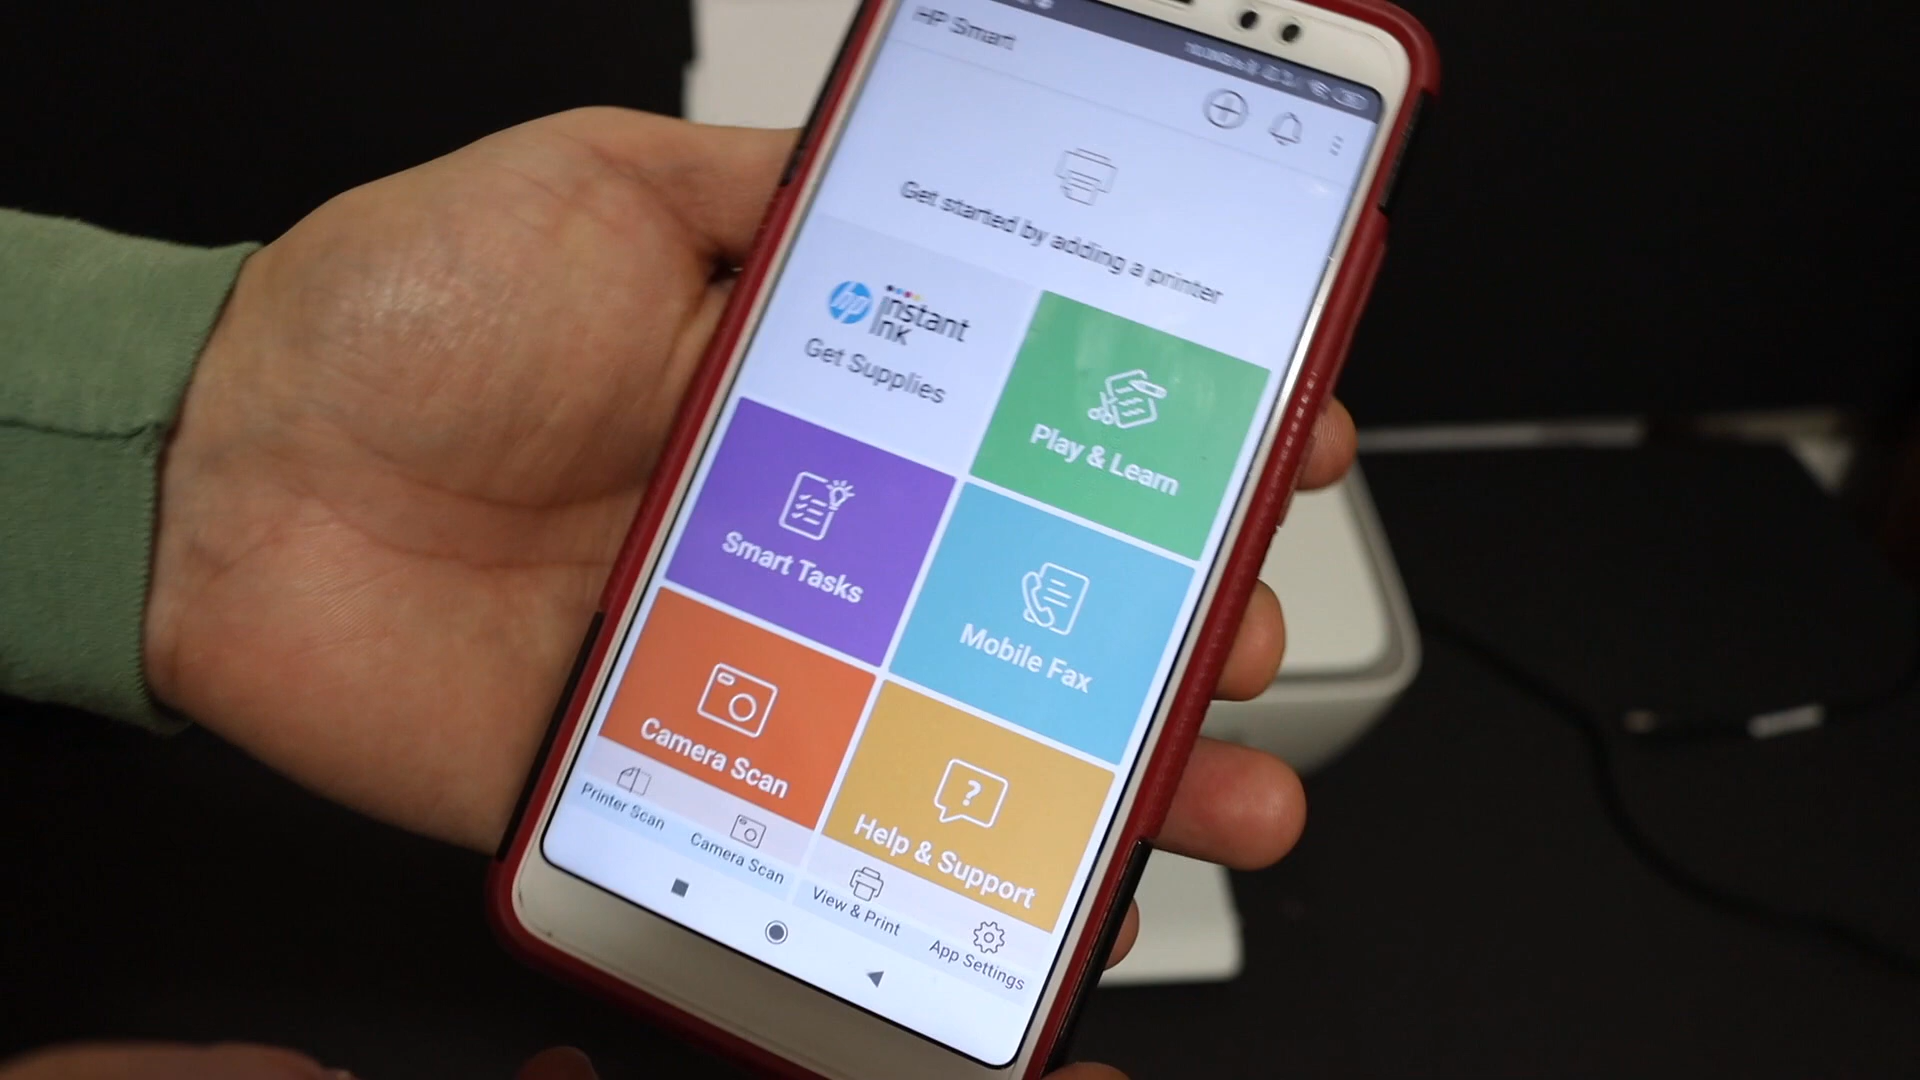 HP Smart
Get started by adding a printer
hp instant
ink
Get Supplies
Play & Learn
Smart Tasks
Mobile Fax
Camera Scan
?
Help & Support
Printer Scan
Camera Scan
View & Print
App Settings